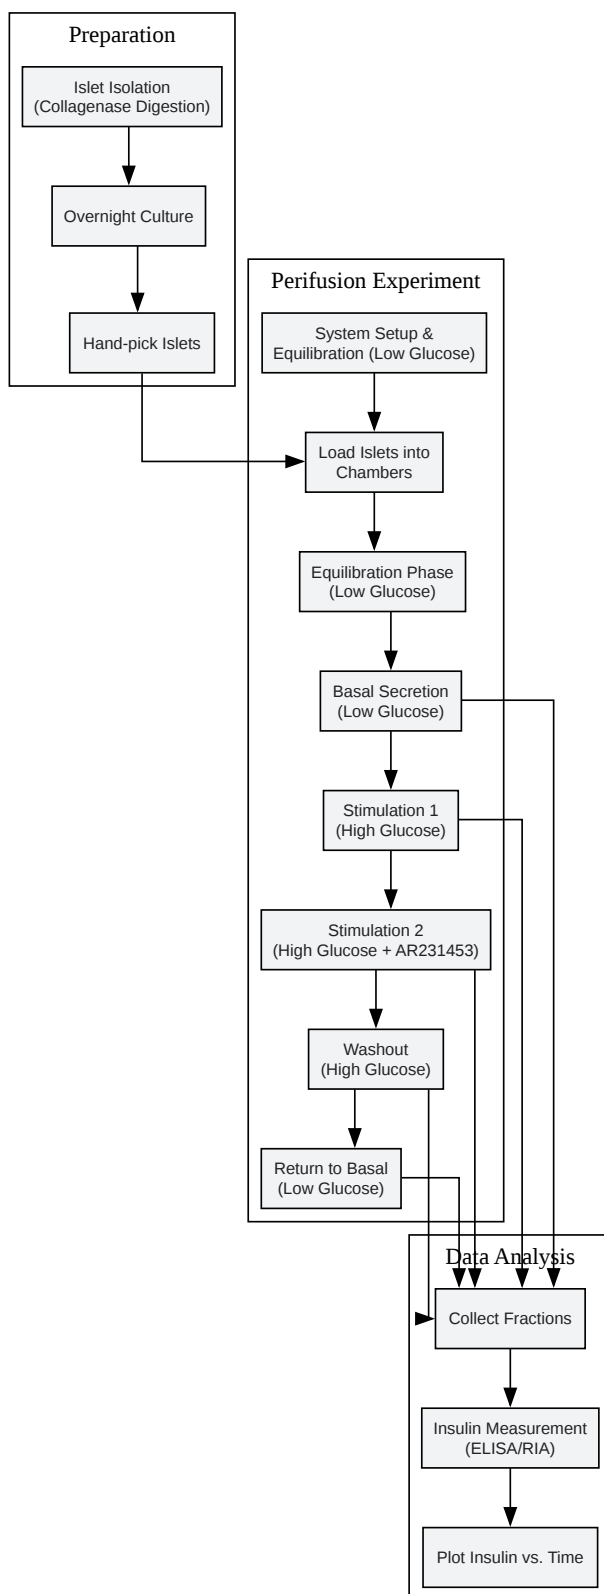 Preparation
Islet Isolation
(Collagenase Digestion)
Overnight Culture
Hand-pick Islets
Perifusion Experiment
System Setup &
Equilibration (Low Glucose)
Load Islets into
Chambers
Equilibration Phase
(Low Glucose)
Basal Secretion
(Low Glucose)
Stimulation 1
(High Glucose)
Stimulation 2
(High Glucose + AR231453)
Washout
(High Glucose)
Return to Basal
(Low Glucose)
Data Analysis
Collect Fractions
Insulin Measurement
(ELISA/RIA)
Plot Insulin vs. Time